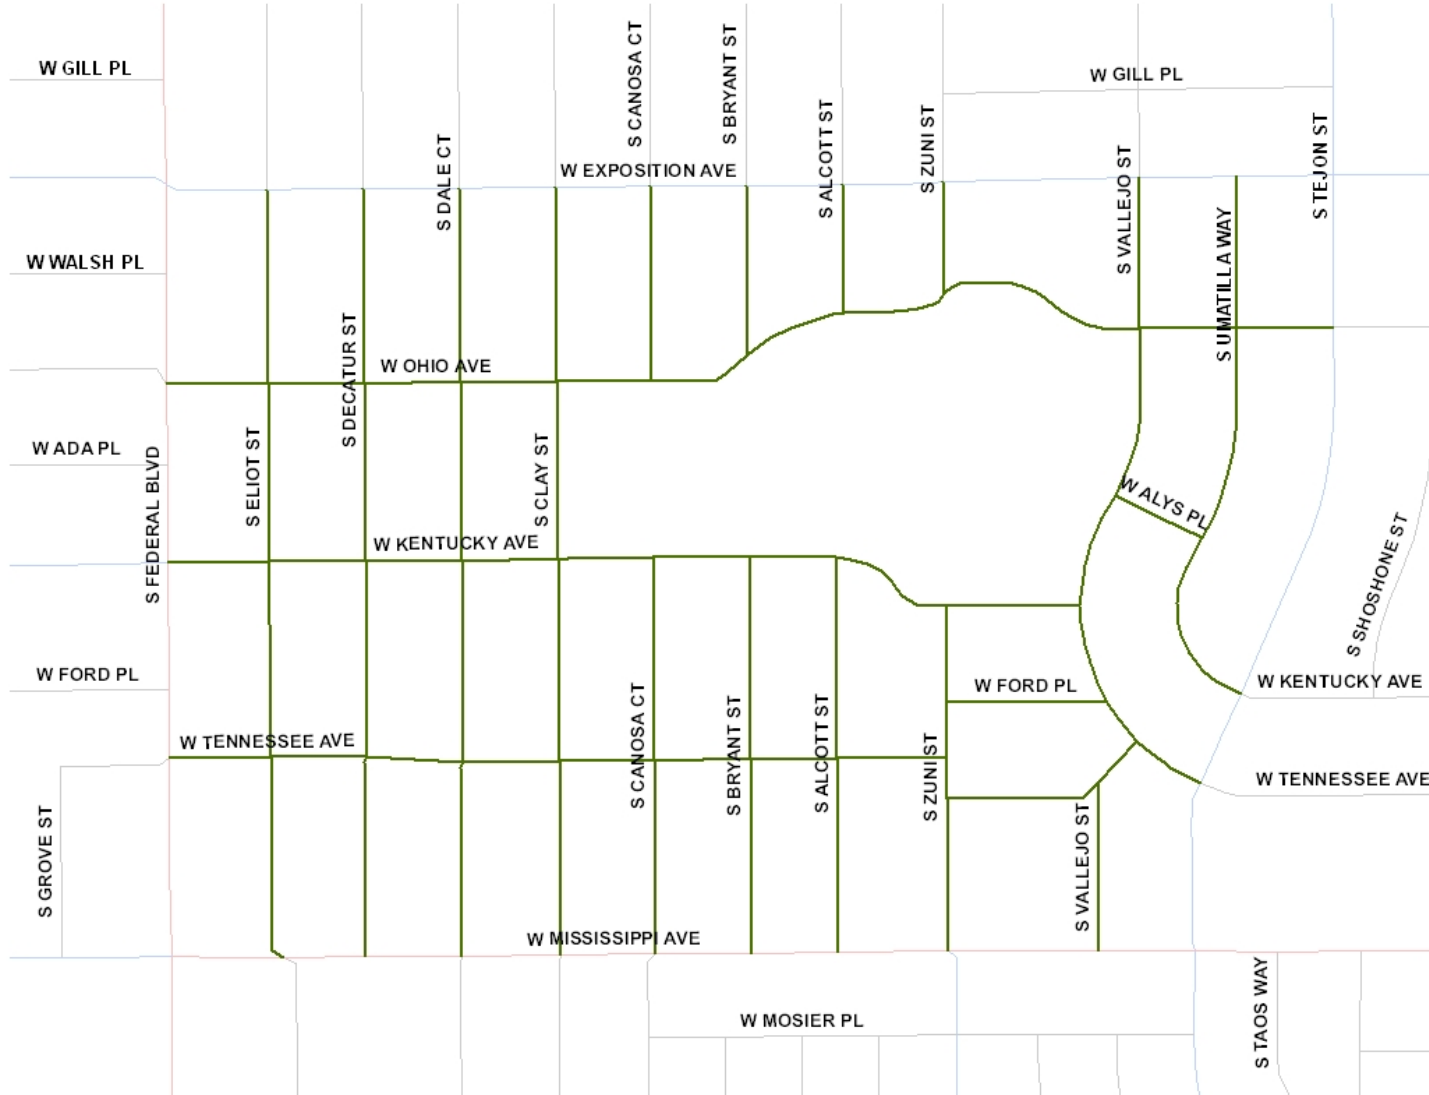 W GILL PL
W GILL PL
S CANOSA CT
S BRYANT ST
S ALCOTT ST
S ZUNI ST
S TEJON ST
S DALE CT
W EXPOSITION AVE
S VALLEJO ST
S UMATILLA WAY
W WALSH PL
S DECATUR ST
W OHIO AVE
W ADA PL
S FEDERAL BLVD
S ELIOT ST
S CLAY ST
W ALYS PL
W KENTUCKY AVE
S SHOSHONE ST
W FORD PL
W FORD PL
W KENTUCKY AVE
W TENNESSEE AVE
S CANOSA CT
S BRYANT ST
S ALCOTT ST
S ZUNI ST
W TENNESSEE AVE
S GROVE ST
S VALLEJO ST
W MISSISSIPPI AVE
W MOSIER PL
S TAOS WAY